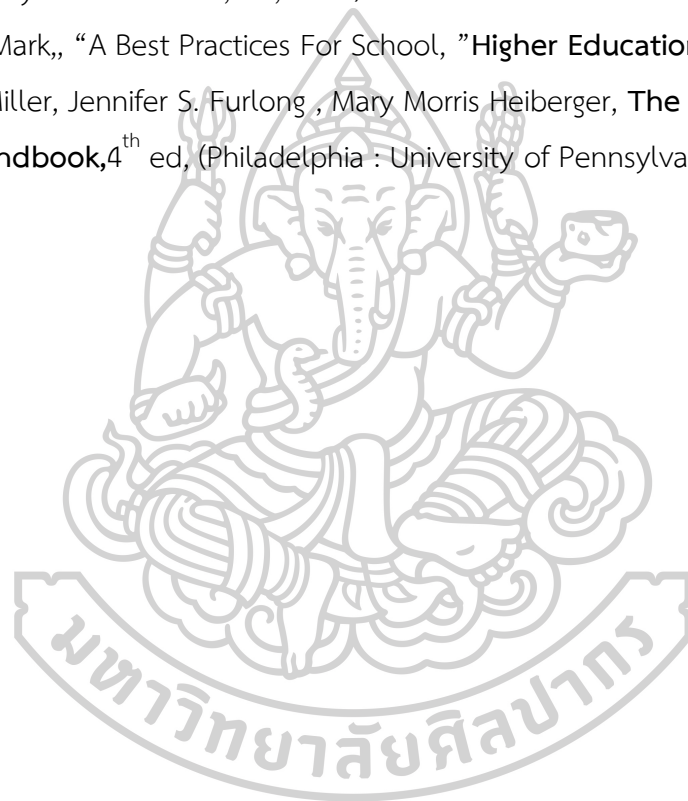 Mark,, “A Best Practices For School, ”Higher Education
Miller, Jennifer S. Furlong , Mary Morris Heiberger, The
ndbook,4th ed, (Philadelphia : University of Pennsylva
มหาวิทยาลัยศิลปากร